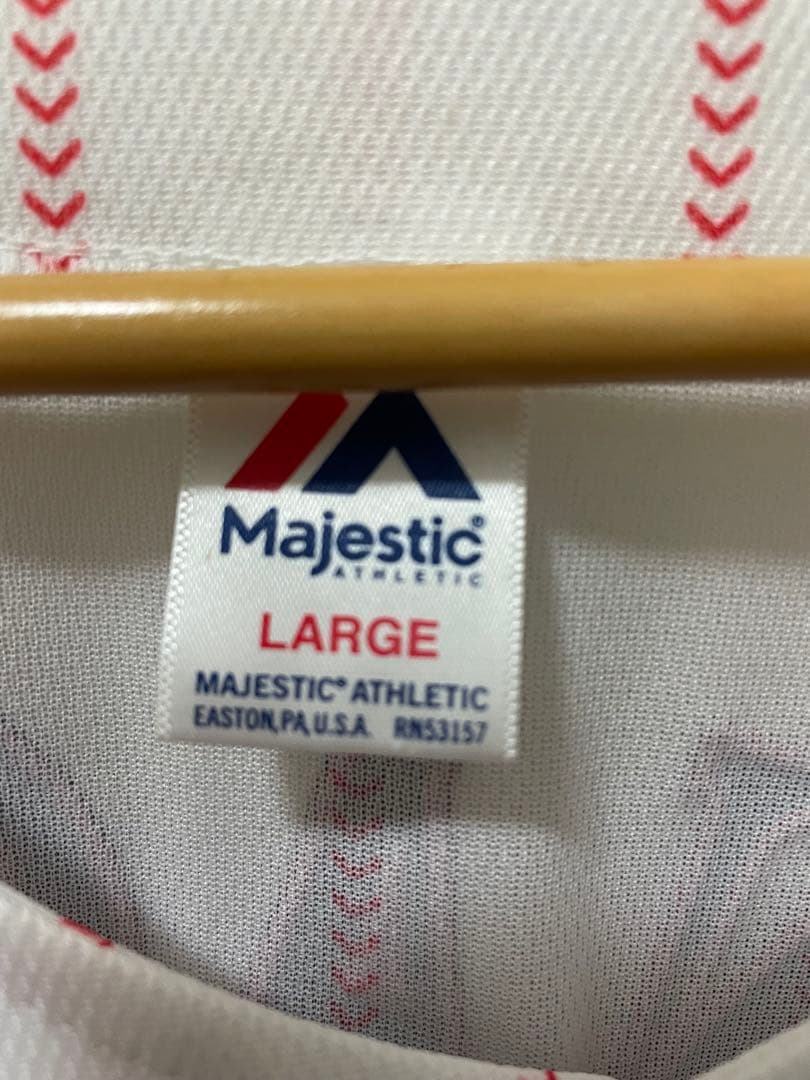 Majestic®
ATHLETIC
LARGE
MAJESTIC® ATHLETIC
EASTON, PA, U.S.A. RN53157